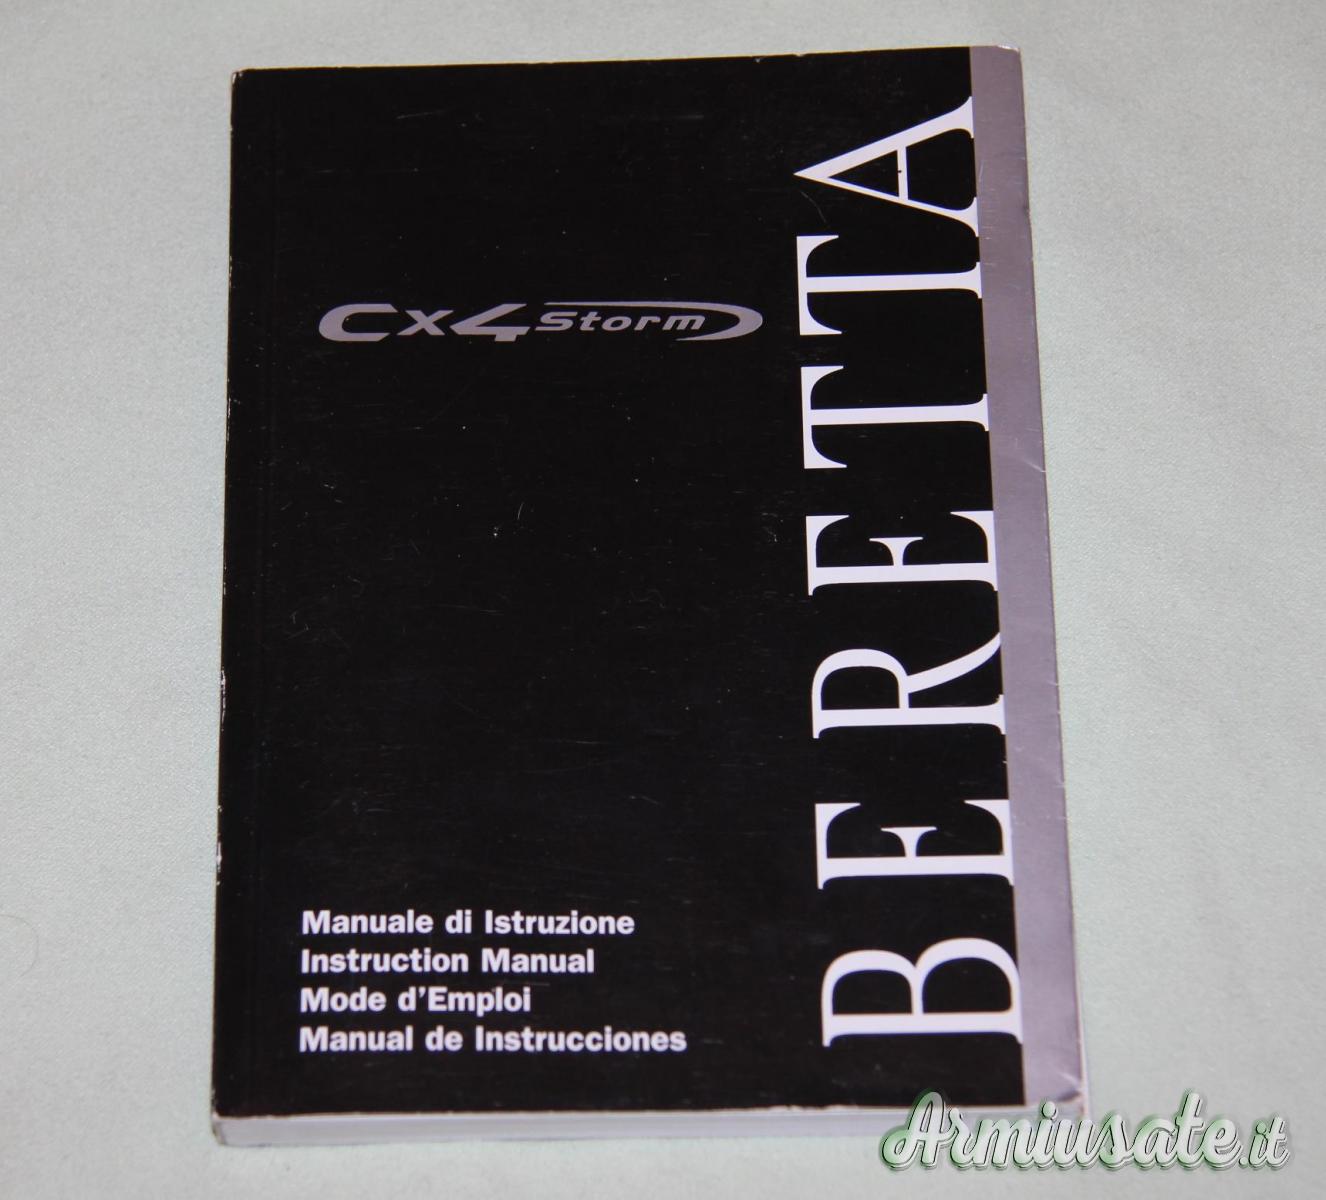 Cx4 Storm
BERETTA
Manuale di Istruzione
Instruction Manual
Mode d'Emploi
Manual de Instrucciones
Armiusate.it